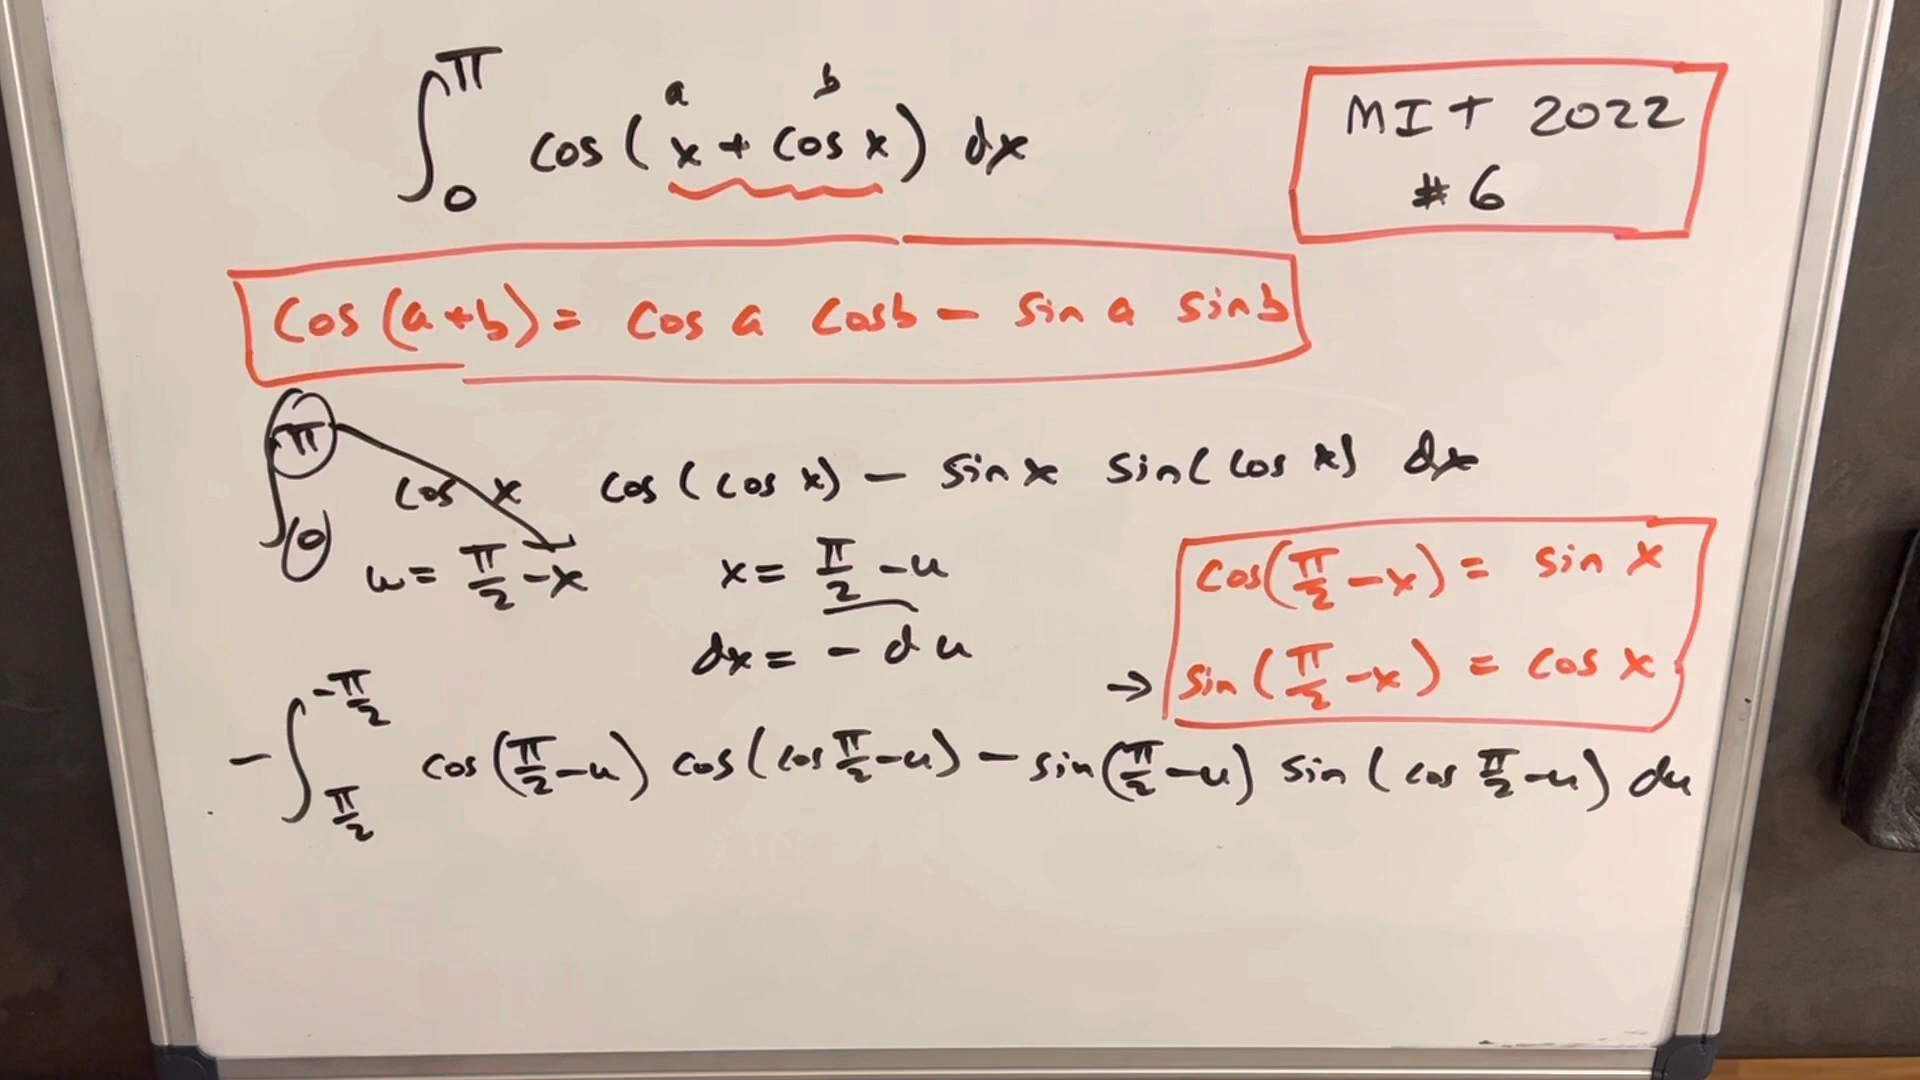 ∫₀^π cos(x + cos x) dx
a b
MIT 2022
#6
cos(a+b) = cos a cos b - sin a sin b
∫₀^π cos x cos(cos x) - sin x sin(cos x) dx
u = π/2 - x x = π/2 - u
dx = - du
cos(π/2 - x) = sin x
→ sin(π/2 - x) = cos x
-∫_{π/2}^{-π/2} cos(π/2 - u) cos(cos π/2 - u) - sin(π/2 - u) sin(cos π/2 - u) du